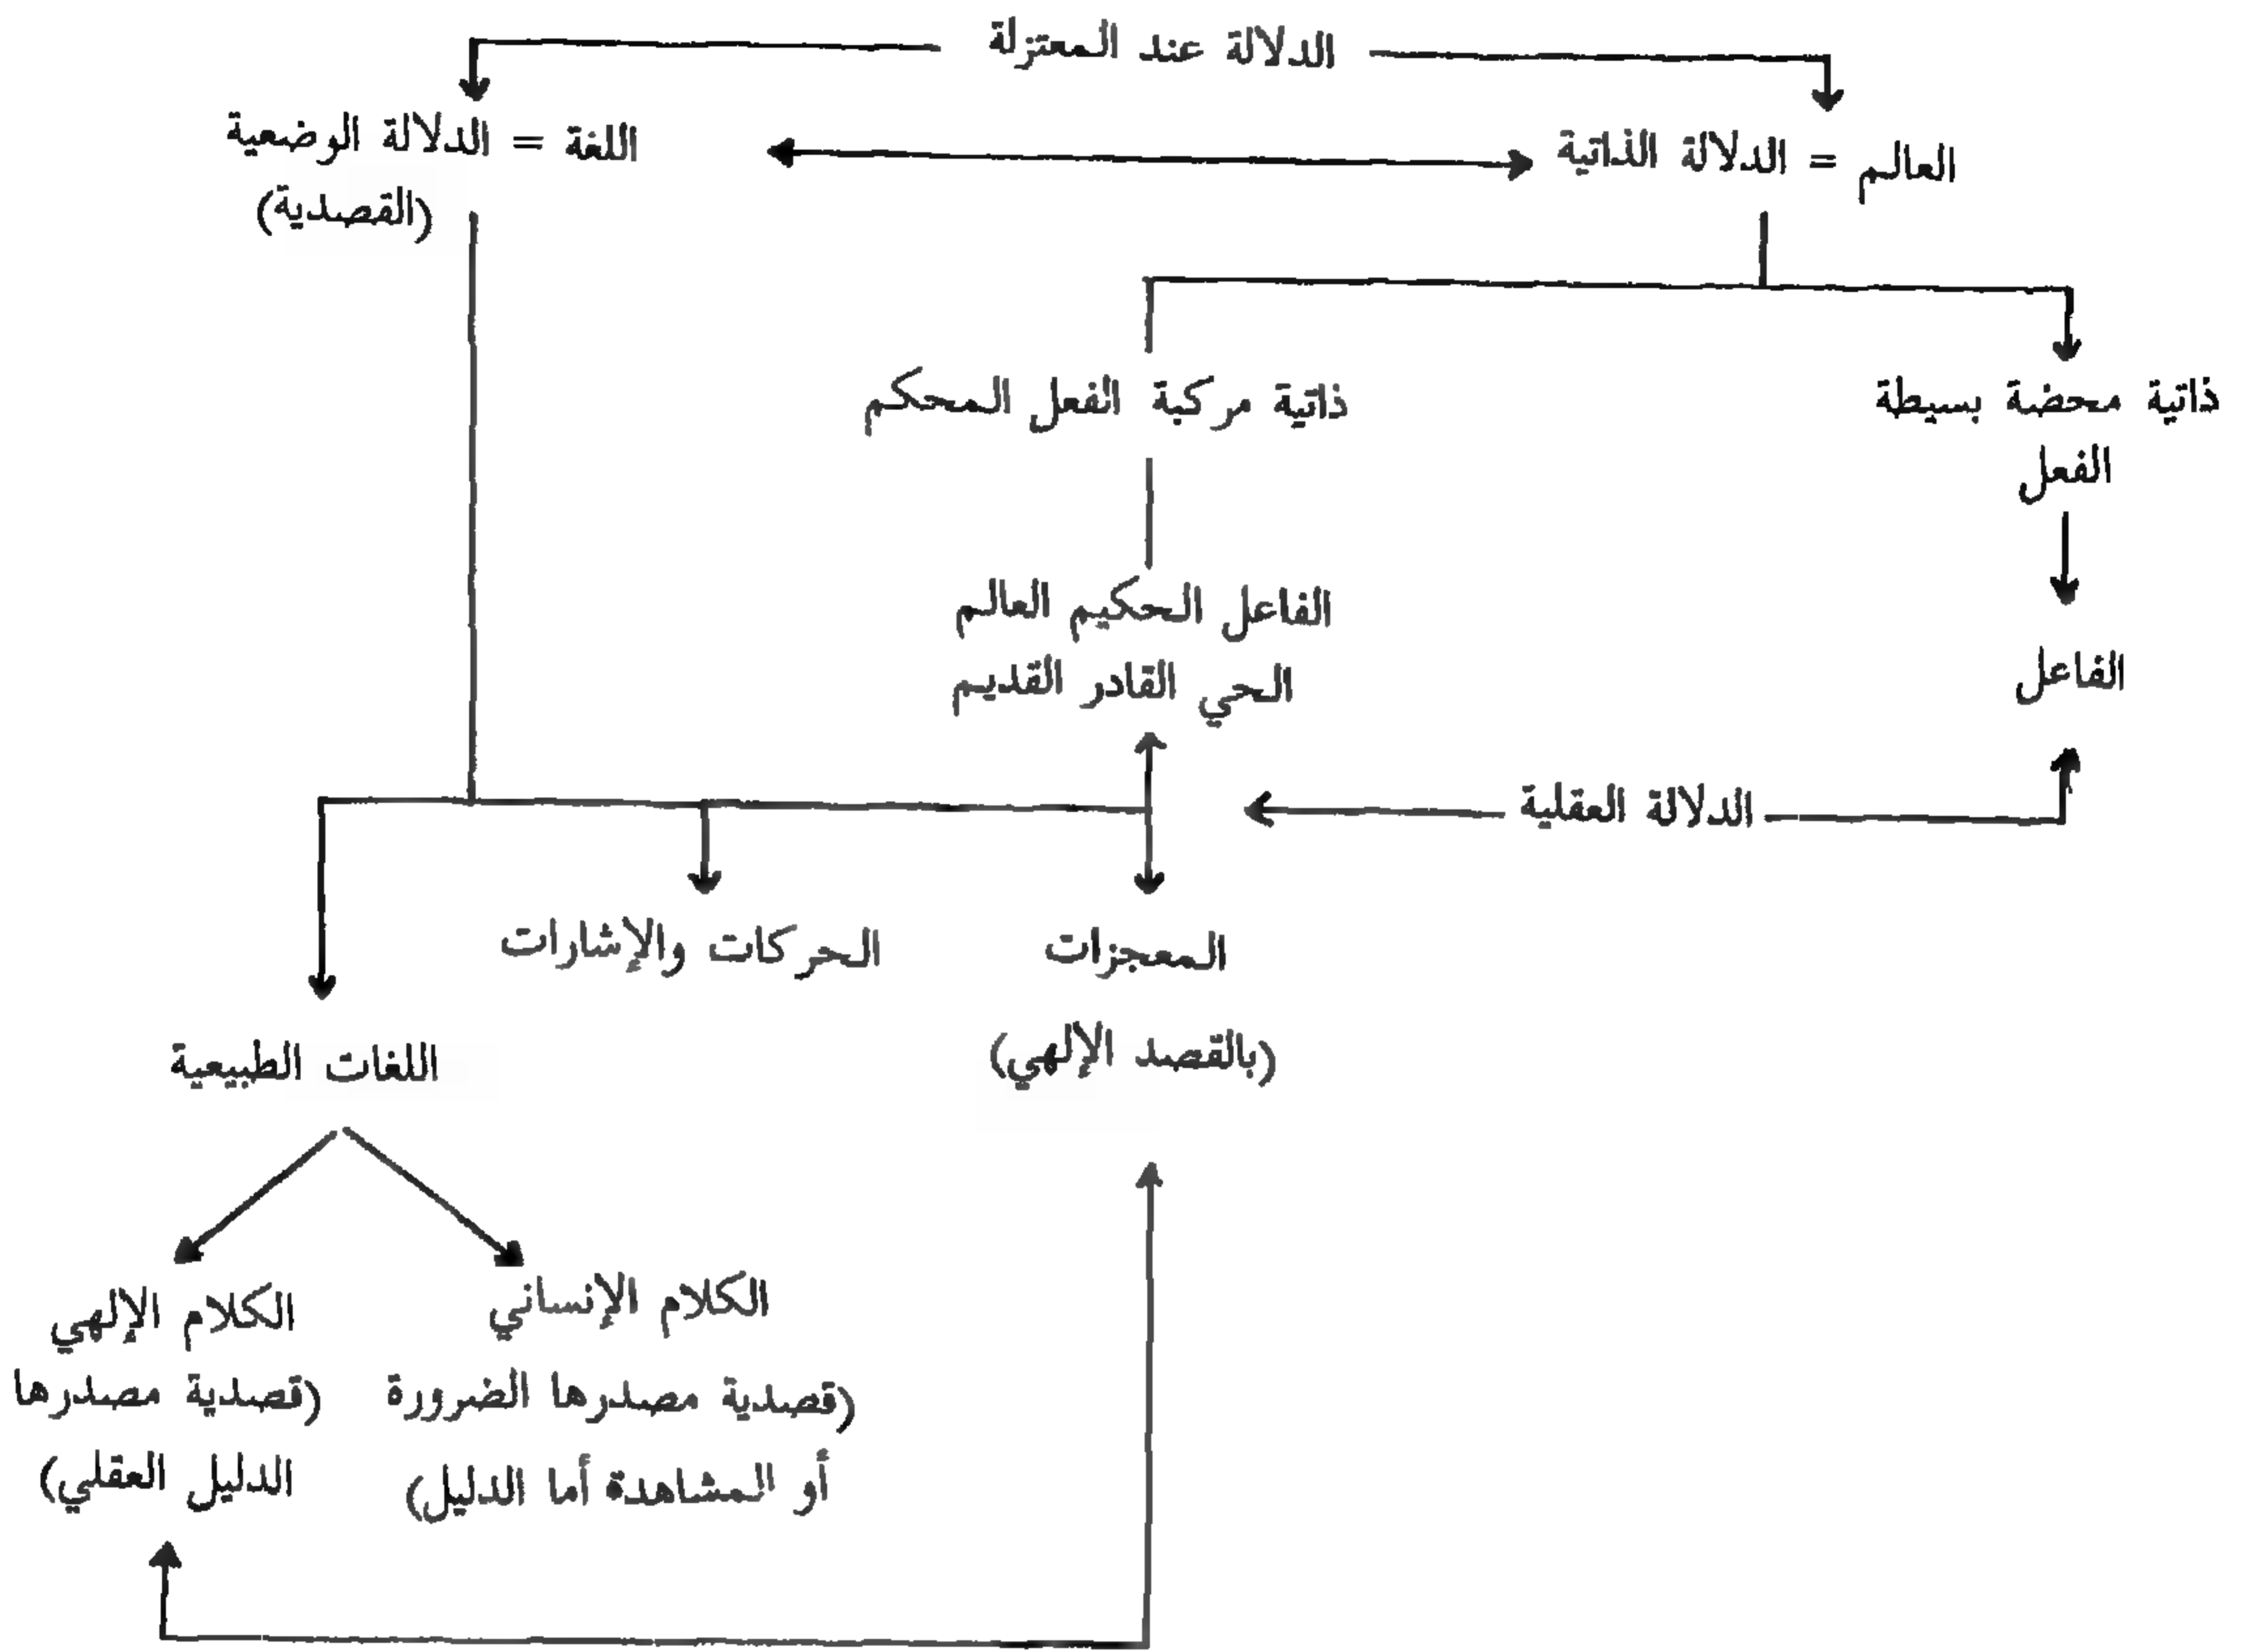 الدلالة عند المعتزلة
العالم = الدلالة الذاتية
اللغة = الدلالة الوضعية
(القصدية)
ذاتية محضة بسيطة
الفعل
ذاتية مركبة الفعل المحكم
الفاعل الحكيم العالم
الحي القادر القديم
الفاعل
الدلالة العقلية
المعجزات
(بالقصد الإلهي)
الحركات والإشارات
اللغات الطبيعية
الكلام الإنساني
(قصدية مصدرها الضرورة
أو المشاهدة أما الدليل)
الكلام الإلهي
(قصدية مصدرها
الدليل العقلي)